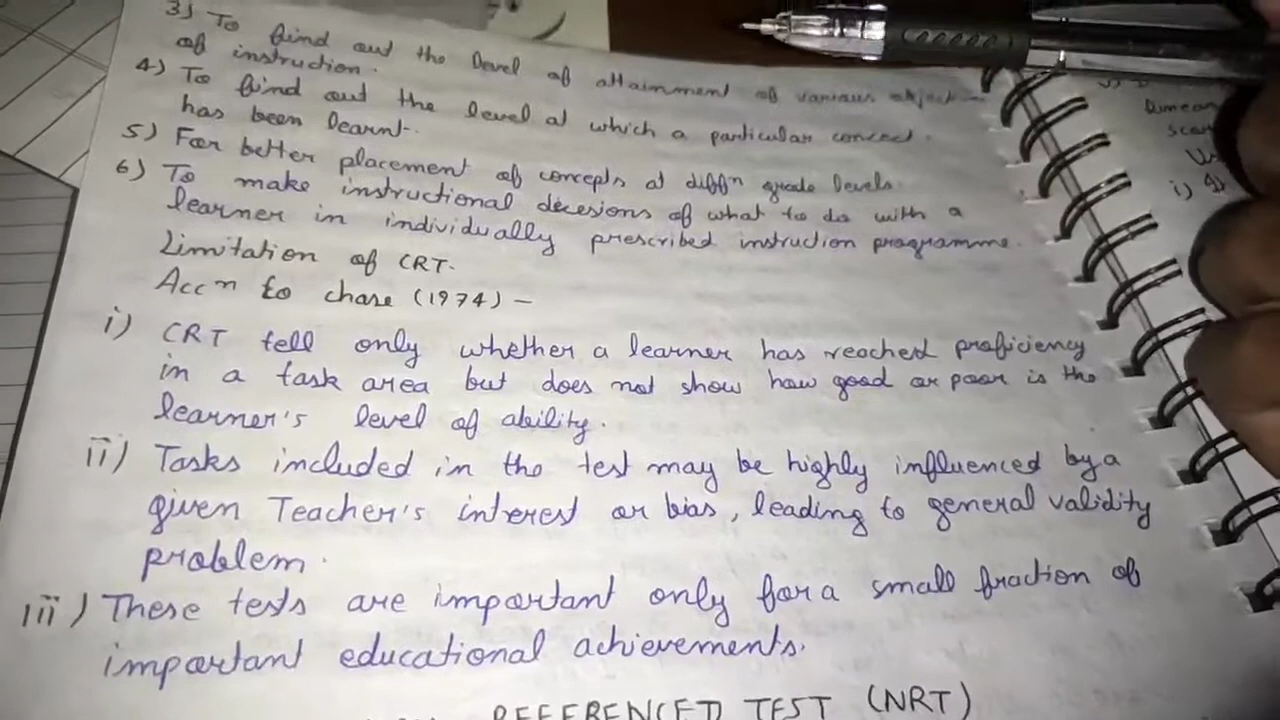 3) To find out the level of attainment of various object-
of instruction.
4) To find out the level at which a particular concept
has been learnt.
5) For better placement of concepts at diffn grade levels.
6) To make instructional decesions of what to do with a
learner in individually prescribed instruction programme.
Limitation of CRT.
Accn to chase (1974) -
i) CRT tell only whether a learner has reached proficiency
in a task area but does not show how good or poor is the
learner's level of ability.
ii) Tasks included in the test may be highly influenced by a
given Teacher's interest or bias, leading to general validity
problem.
iii) These tests are important only for a small fraction of
important educational achievements.
REFERENCED TEST (NRT)
i)